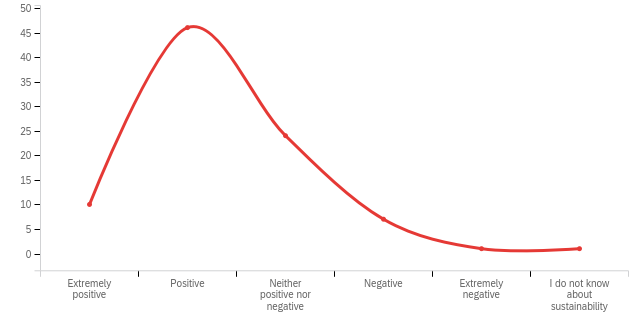 50
45
40
35
30
25
20
15
10
5
0
Extremely
positive
Positive
Neither
positive nor
negative
Negative
Extremely
negative
I do not know
about
sustainability